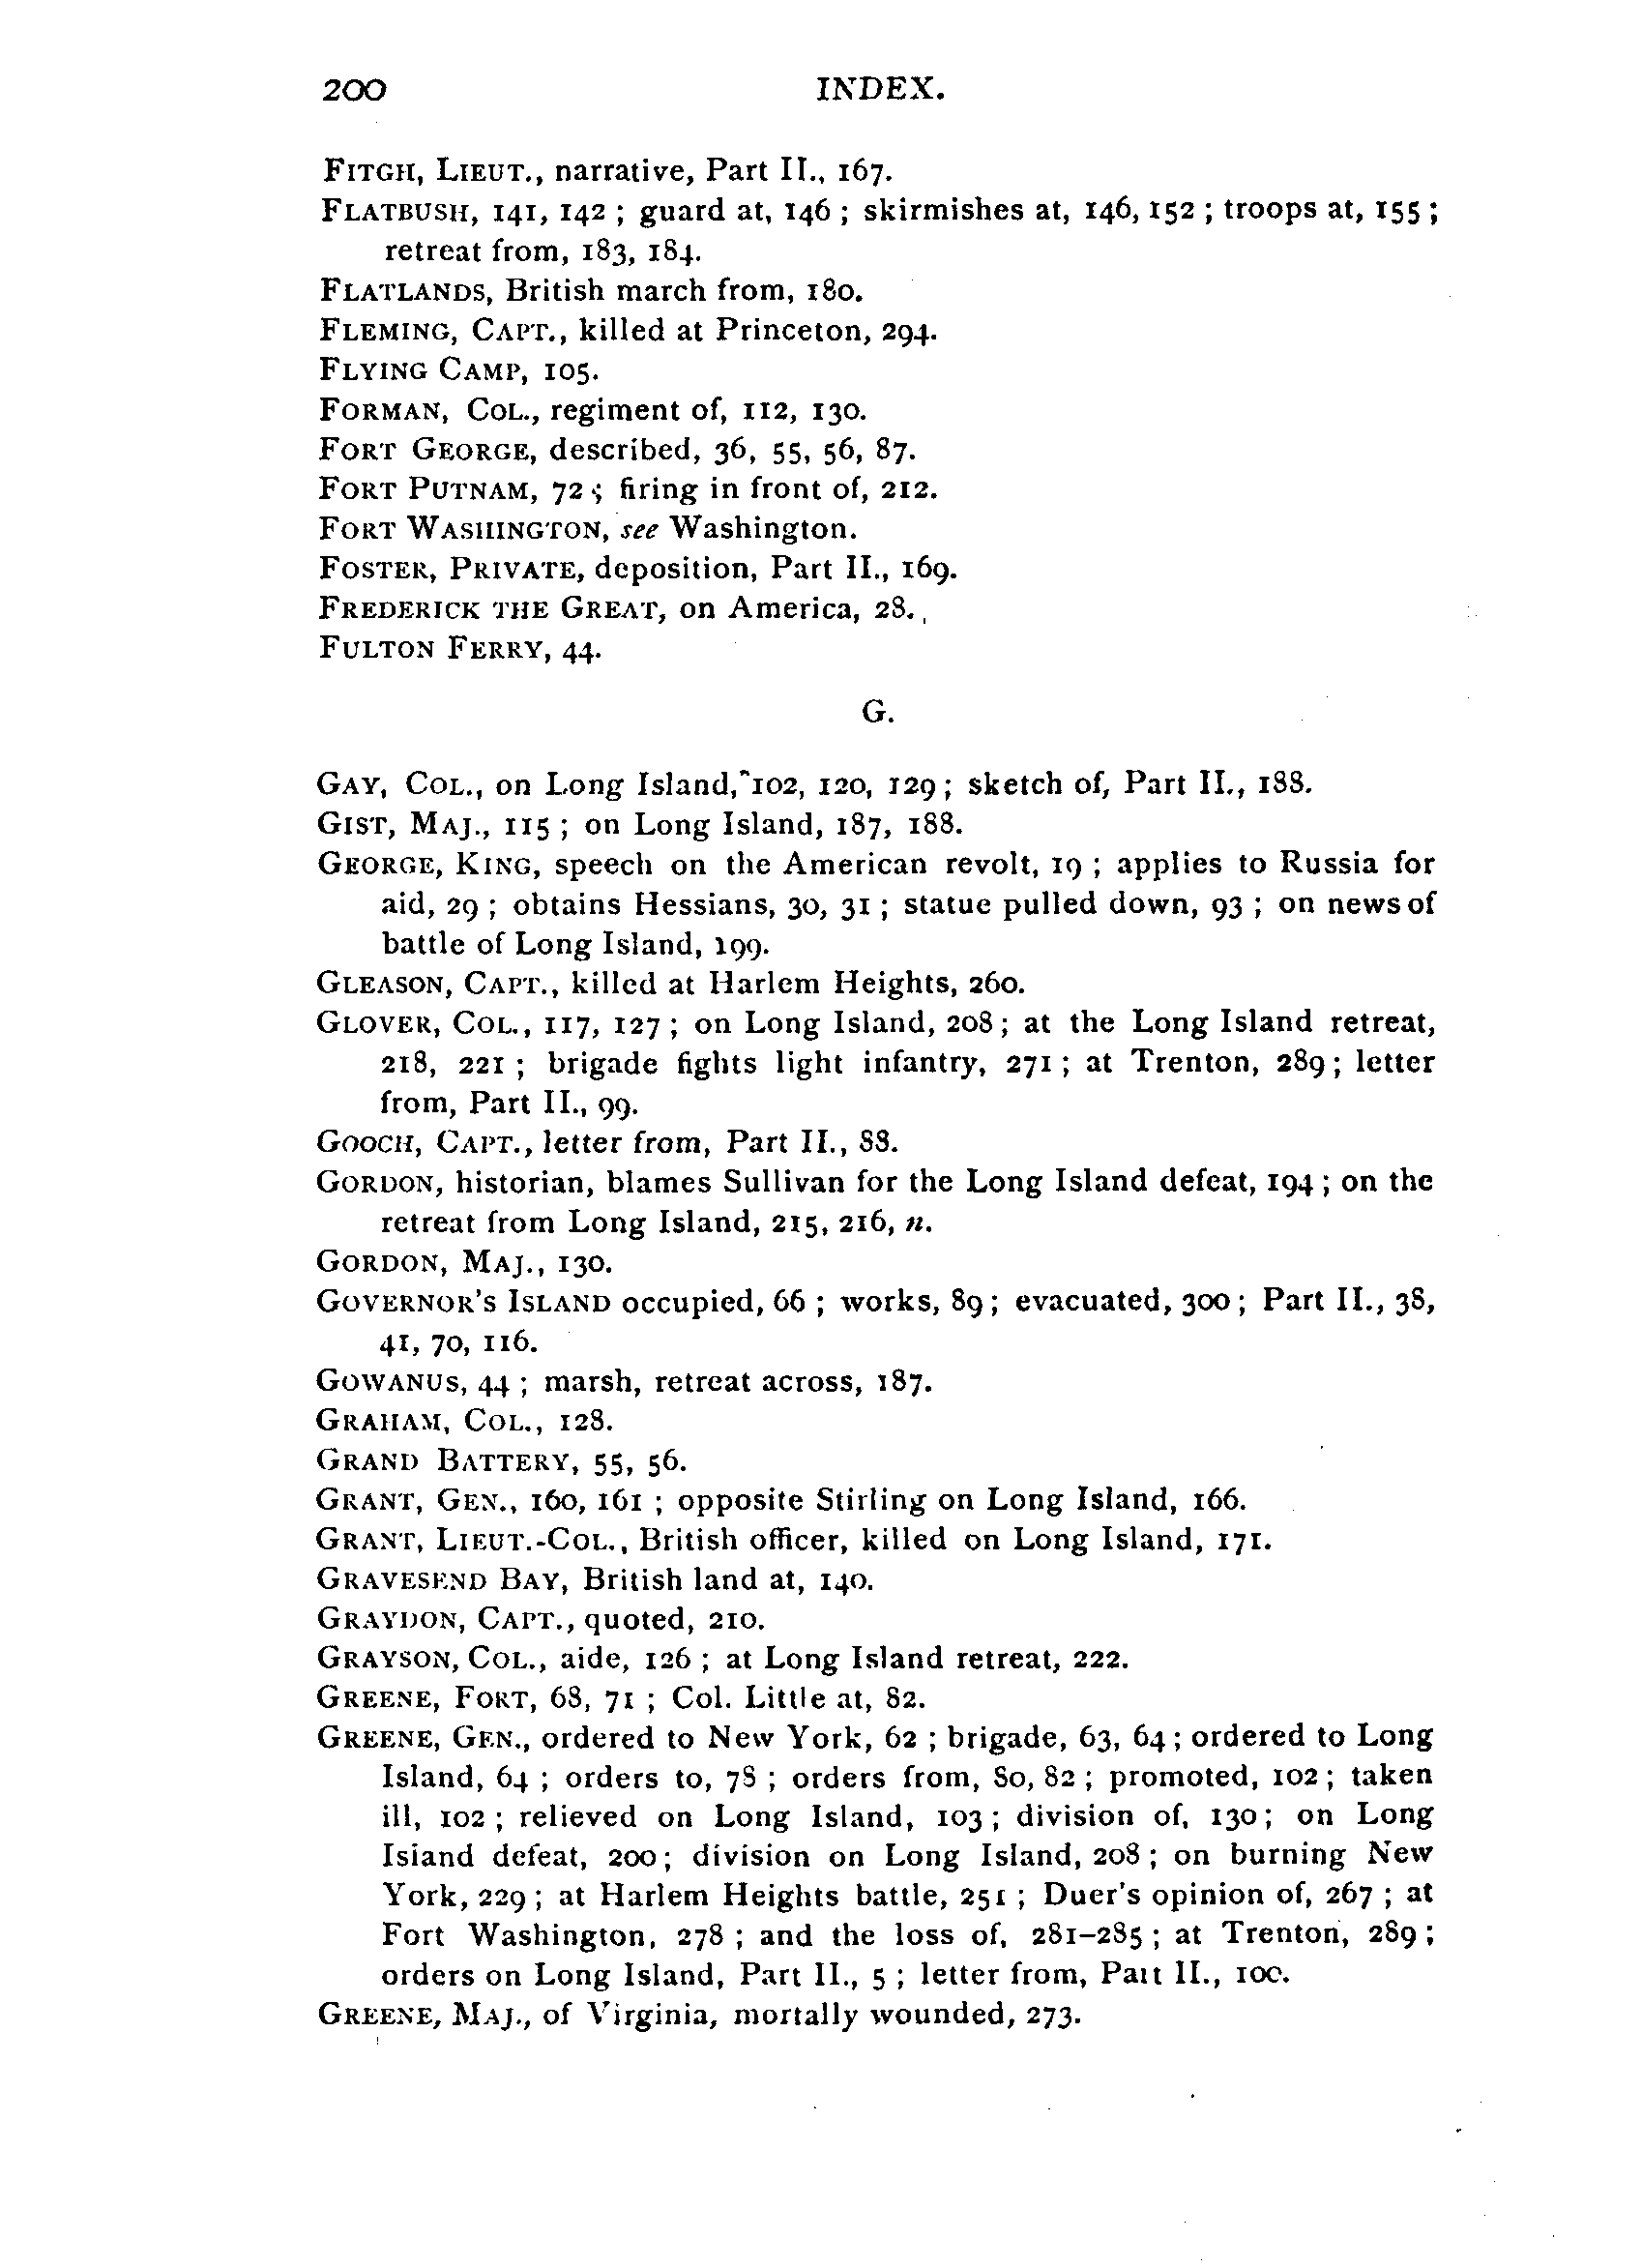 200 INDEX.
FITCH, LIEUT., narrative, Part II., 167.
FLATBUSH, 141, 142 ; guard at, 146 ; skirmishes at, 146, 152 ; troops at, 155 ;
retreat from, 183, 184.
FLATLANDS, British march from, 180.
FLEMING, CAPT., killed at Princeton, 294.
FLYING CAMP, 105.
FORMAN, COL., regiment of, 112, 130.
FORT GEORGE, described, 36, 55, 56, 87.
FORT PUTNAM, 72 ; firing in front of, 212.
FORT WASHINGTON, see Washington.
FOSTER, PRIVATE, deposition, Part II., 169.
FREDERICK THE GREAT, on America, 28.
FULTON FERRY, 44.
G.
GAY, COL., on Long Island, 102, 120, 129 ; sketch of, Part II., 188.
GIST, MAJ., 115 ; on Long Island, 187, 188.
GEORGE, KING, speech on the American revolt, 19 ; applies to Russia for
aid, 29 ; obtains Hessians, 30, 31 ; statue pulled down, 93 ; on news of
battle of Long Island, 199.
GLEASON, CAPT., killed at Harlem Heights, 260.
GLOVER, COL., 117, 127 ; on Long Island, 208 ; at the Long Island retreat,
218, 221 ; brigade fights light infantry, 271 ; at Trenton, 289 ; letter
from, Part II., 99.
GOOCH, CAPT., letter from, Part II., 88.
GORDON, historian, blames Sullivan for the Long Island defeat, 194 ; on the
retreat from Long Island, 215, 216, n.
GORDON, MAJ., 130.
GOVERNOR'S ISLAND occupied, 66 ; works, 89 ; evacuated, 300 ; Part II., 38,
41, 70, 116.
GOWANUS, 44 ; marsh, retreat across, 187.
GRAHAM, COL., 128.
GRAND BATTERY, 55, 56.
GRANT, GEN., 160, 161 ; opposite Stirling on Long Island, 166.
GRANT, LIEUT.-COL., British officer, killed on Long Island, 171.
GRAVESEND BAY, British land at, 140.
GRAYDON, CAPT., quoted, 210.
GRAYSON, COL., aide, 126 ; at Long Island retreat, 222.
GREENE, FORT, 68, 71 ; Col. Little at, 82.
GREENE, GEN., ordered to New York, 62 ; brigade, 63, 64 ; ordered to Long
Island, 64 ; orders to, 78 ; orders from, 80, 82 ; promoted, 102 ; taken
ill, 102 ; relieved on Long Island, 103 ; division of, 130 ; on Long
Island defeat, 200 ; division on Long Island, 208 ; on burning New
York, 229 ; at Harlem Heights battle, 251 ; Duer's opinion of, 267 ; at
Fort Washington, 278 ; and the loss of, 281-285 ; at Trenton, 289 ;
orders on Long Island, Part II., 5 ; letter from, Part II., 100.
GREENE, MAJ., of Virginia, mortally wounded, 273.